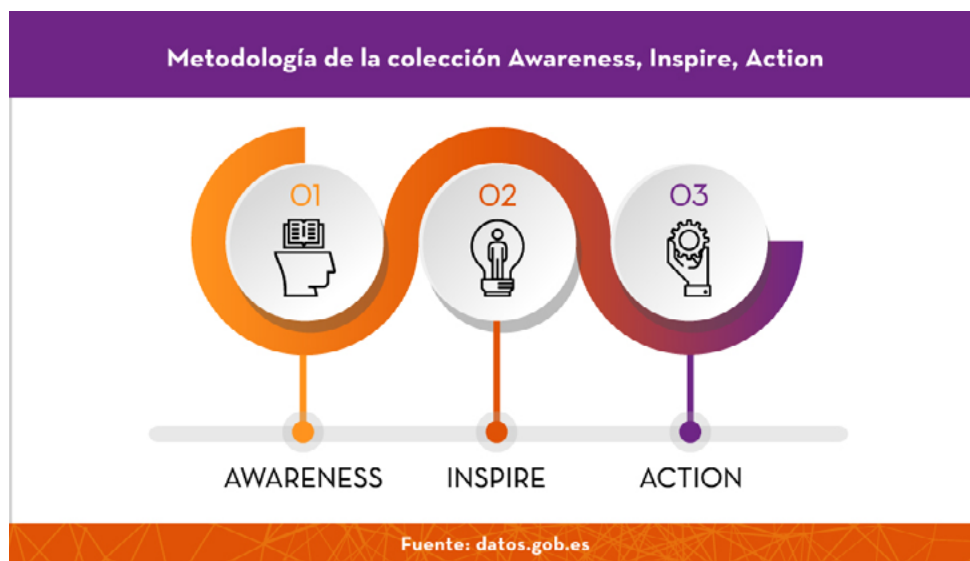 Metodología de la colección Awareness, Inspire, Action
01
02
03
AWARENESS
INSPIRE
ACTION
Fuente: datos.gob.es